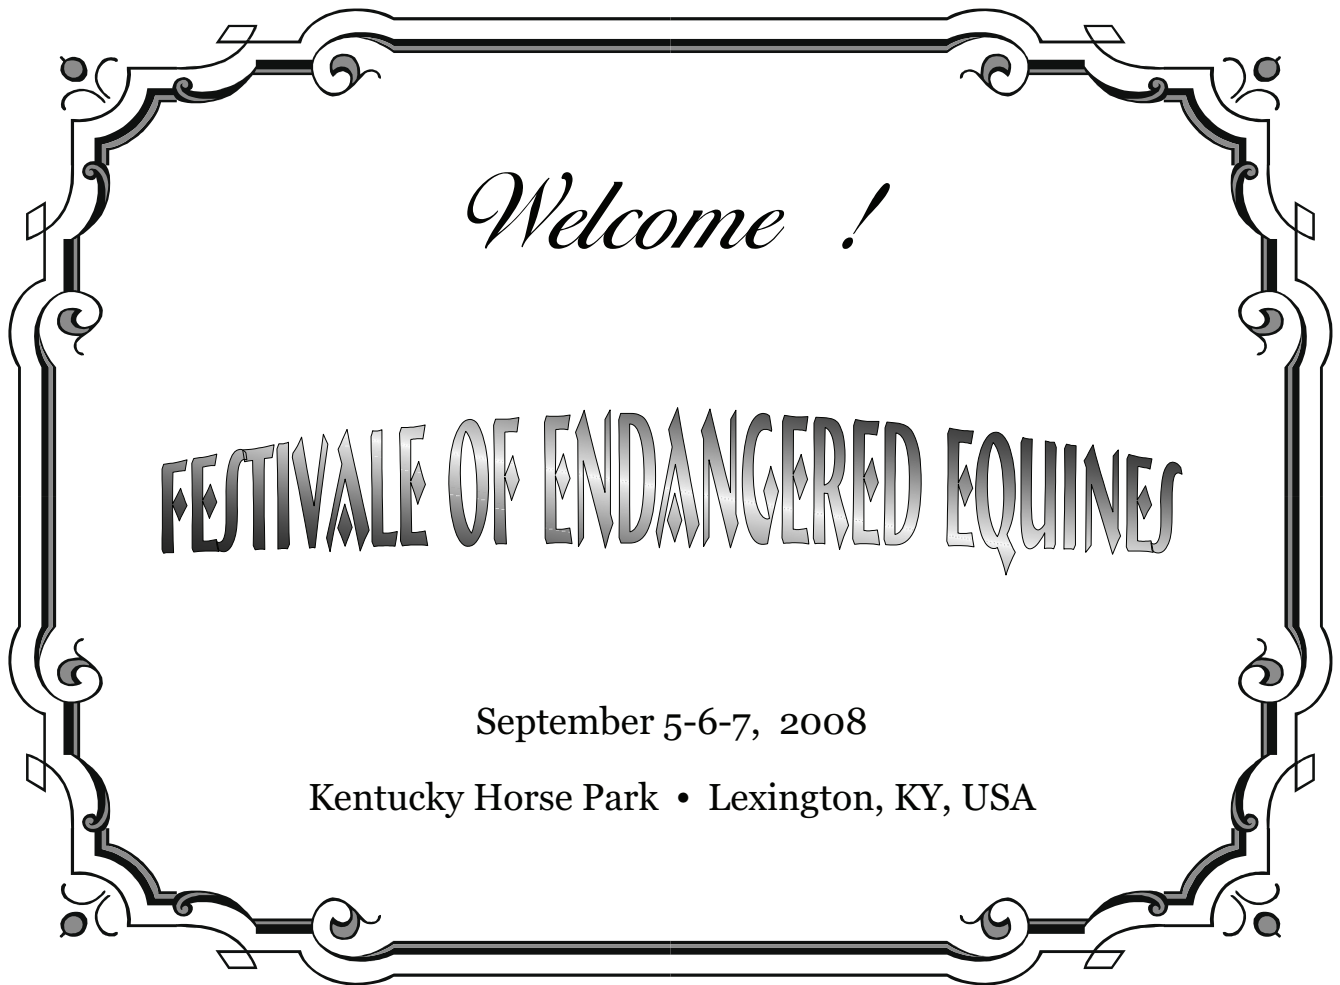 Welcome !
FESTIVALE OF ENDANGERED EQUINES
September 5-6-7, 2008
Kentucky Horse Park • Lexington, KY, USA